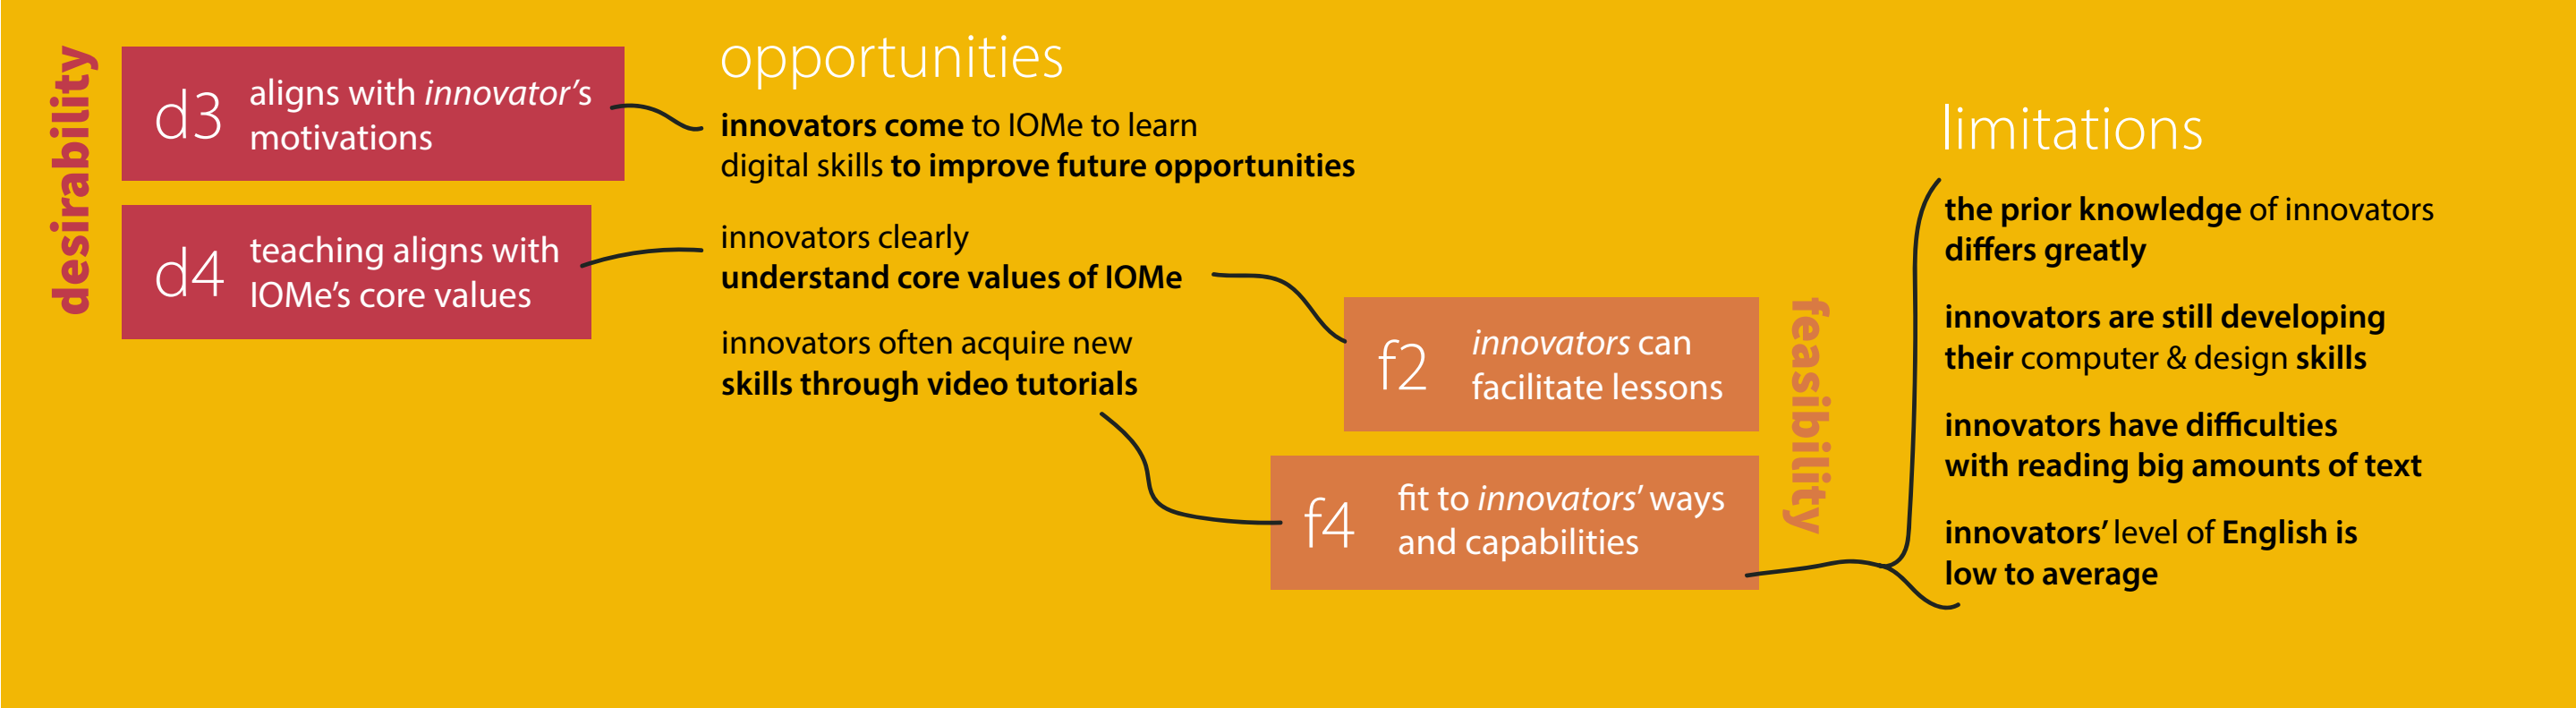 desirability
d3
aligns with innovator's
motivations
d4
teaching aligns with
IOMe's core values
opportunities
innovators come to IOMe to learn
digital skills to improve future opportunities
innovators clearly
understand core values of IOMe
innovators often acquire new
skills through video tutorials
f2
innovators can
facilitate lessons
f4
fit to innovators' ways
and capabilities
feasibility
limitations
the prior knowledge of innovators
differs greatly
innovators are still developing
their computer & design skills
innovators have difficulties
with reading big amounts of text
innovators' level of English is
low to average